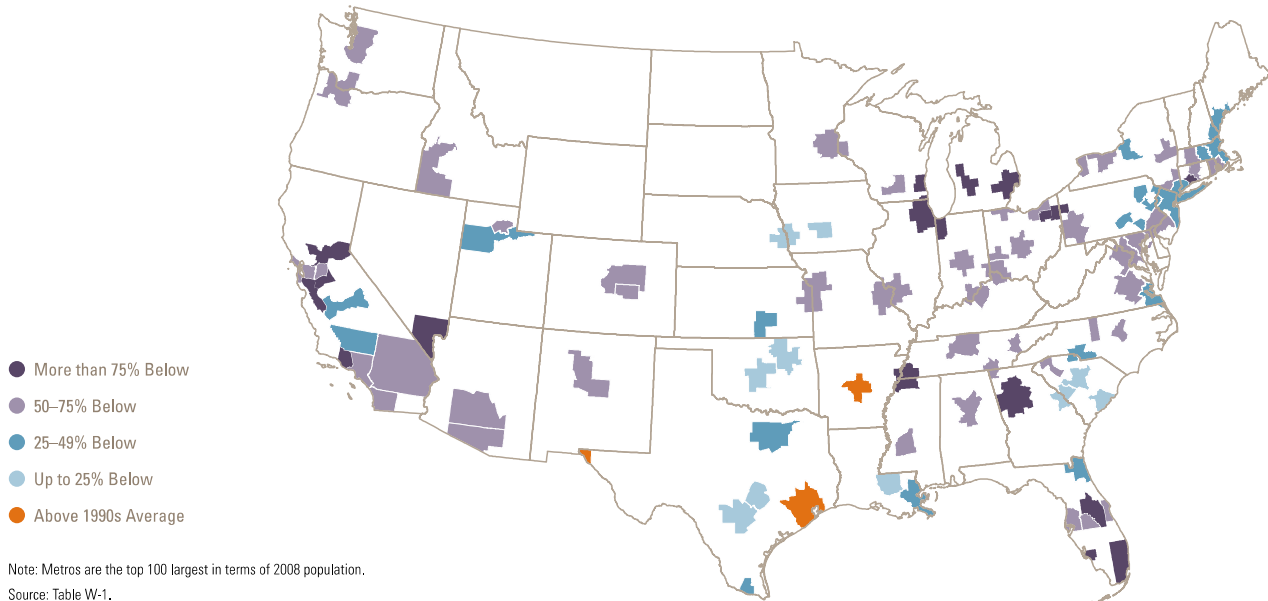 More than 75% Below
50–75% Below
25–49% Below
Up to 25% Below
Above 1990s Average
Note: Metros are the top 100 largest in terms of 2008 population.
Source: Table W-1.